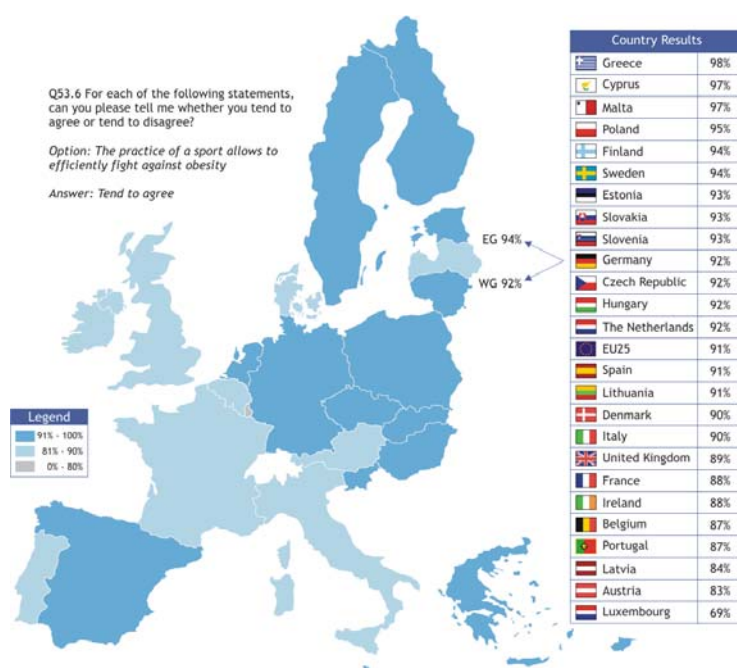 Q53.6 For each of the following statements,
can you please tell me whether you tend to
agree or tend to disagree?
Option: The practice of a sport allows to
efficiently fight against obesity
Answer: Tend to agree
EG 94%
WG 92%
Legend
91% - 100%
81% - 90%
0% - 80%
Country Results
Greece 98%
Cyprus 97%
Malta 97%
Poland 95%
Finland 94%
Sweden 94%
Estonia 93%
Slovakia 93%
Slovenia 93%
Germany 92%
Czech Republic 92%
Hungary 92%
The Netherlands 92%
EU25 91%
Spain 91%
Lithuania 91%
Denmark 90%
Italy 90%
United Kingdom 89%
France 88%
Ireland 88%
Belgium 87%
Portugal 87%
Latvia 84%
Austria 83%
Luxembourg 69%